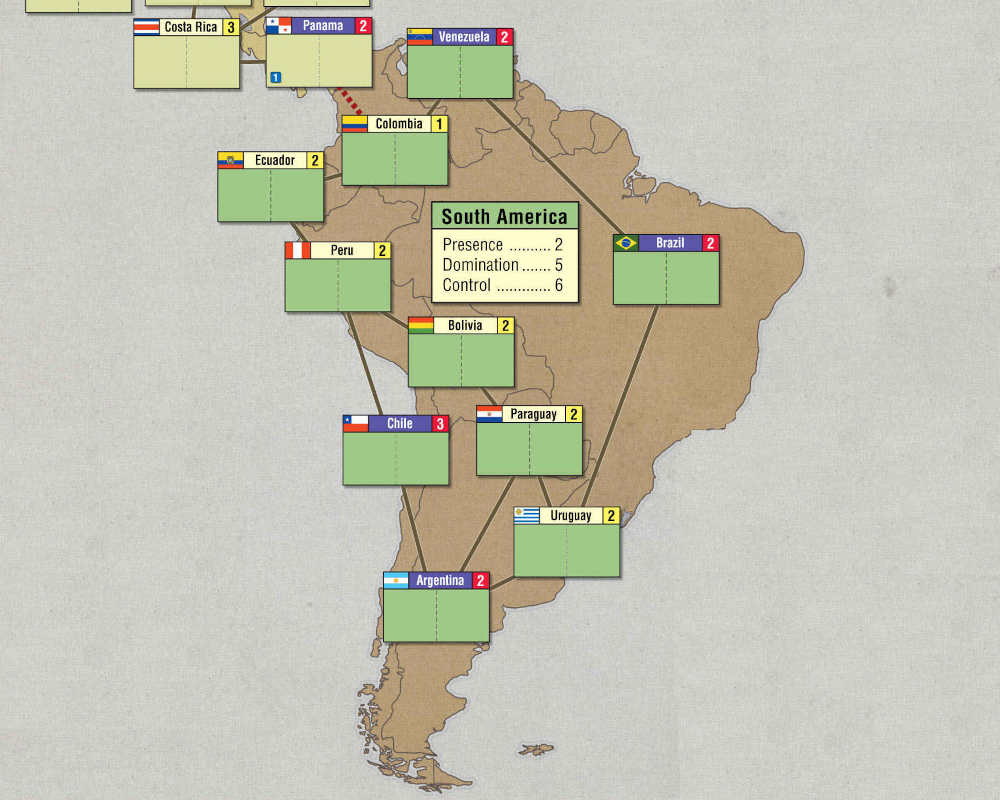 Costa Rica 3
Panama 2
1
Venezuela 2
Colombia 1
Ecuador 2
South America
Presence .......... 2
Domination ....... 5
Control ............. 6
Brazil 2
Peru 2
Bolivia 2
Paraguay 2
Chile 3
Uruguay 2
Argentina 2